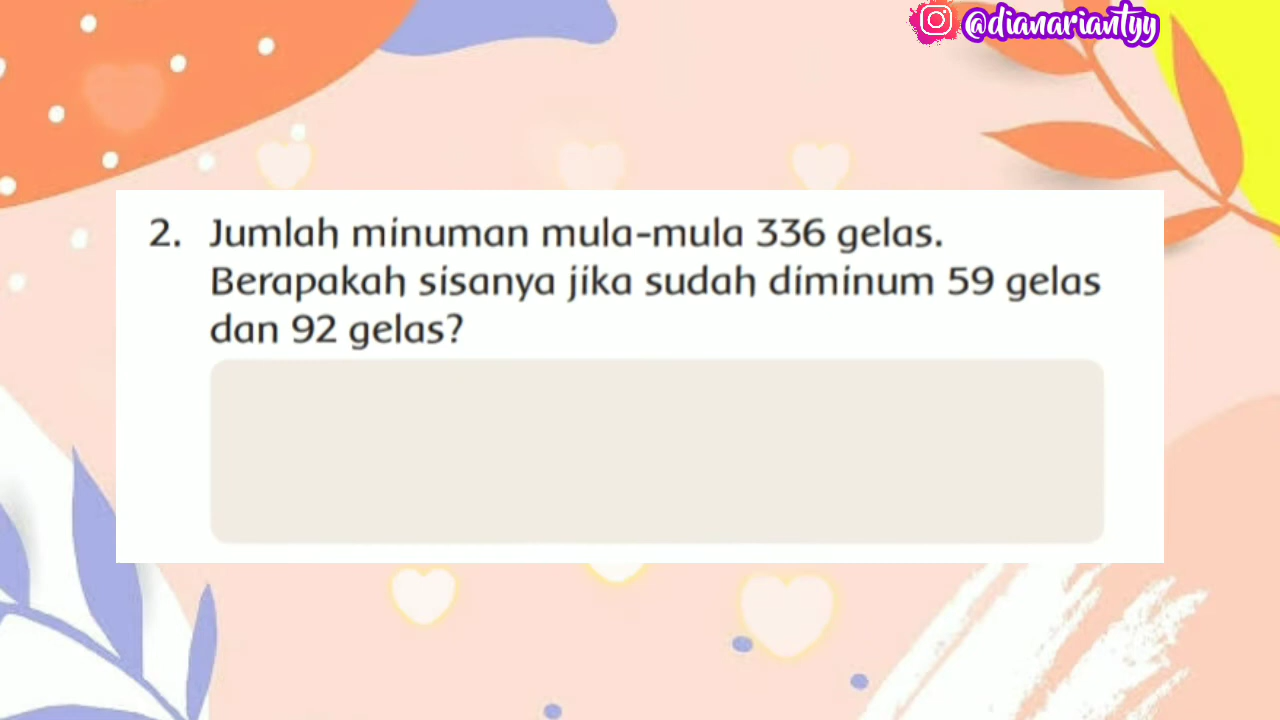 @dianariantyy
2. Jumlah minuman mula-mula 336 gelas.
Berapakah sisanya jika sudah diminum 59 gelas
dan 92 gelas?